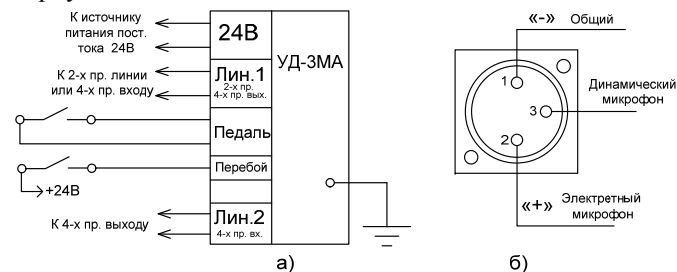 К источнику
питания пост.
тока 24В
24В
УД-3МА
К 2-х пр. линии
или 4-х пр. входу
Лин.1
2-х пр.
4-х пр. вых.
Педаль
Перебой
+24В
К 4-х пр. выходу
Лин.2
4-х пр. вх.
а)
«-» Общий
1
Динамический
микрофон
3
2
«+» Электретный
микрофон
б)